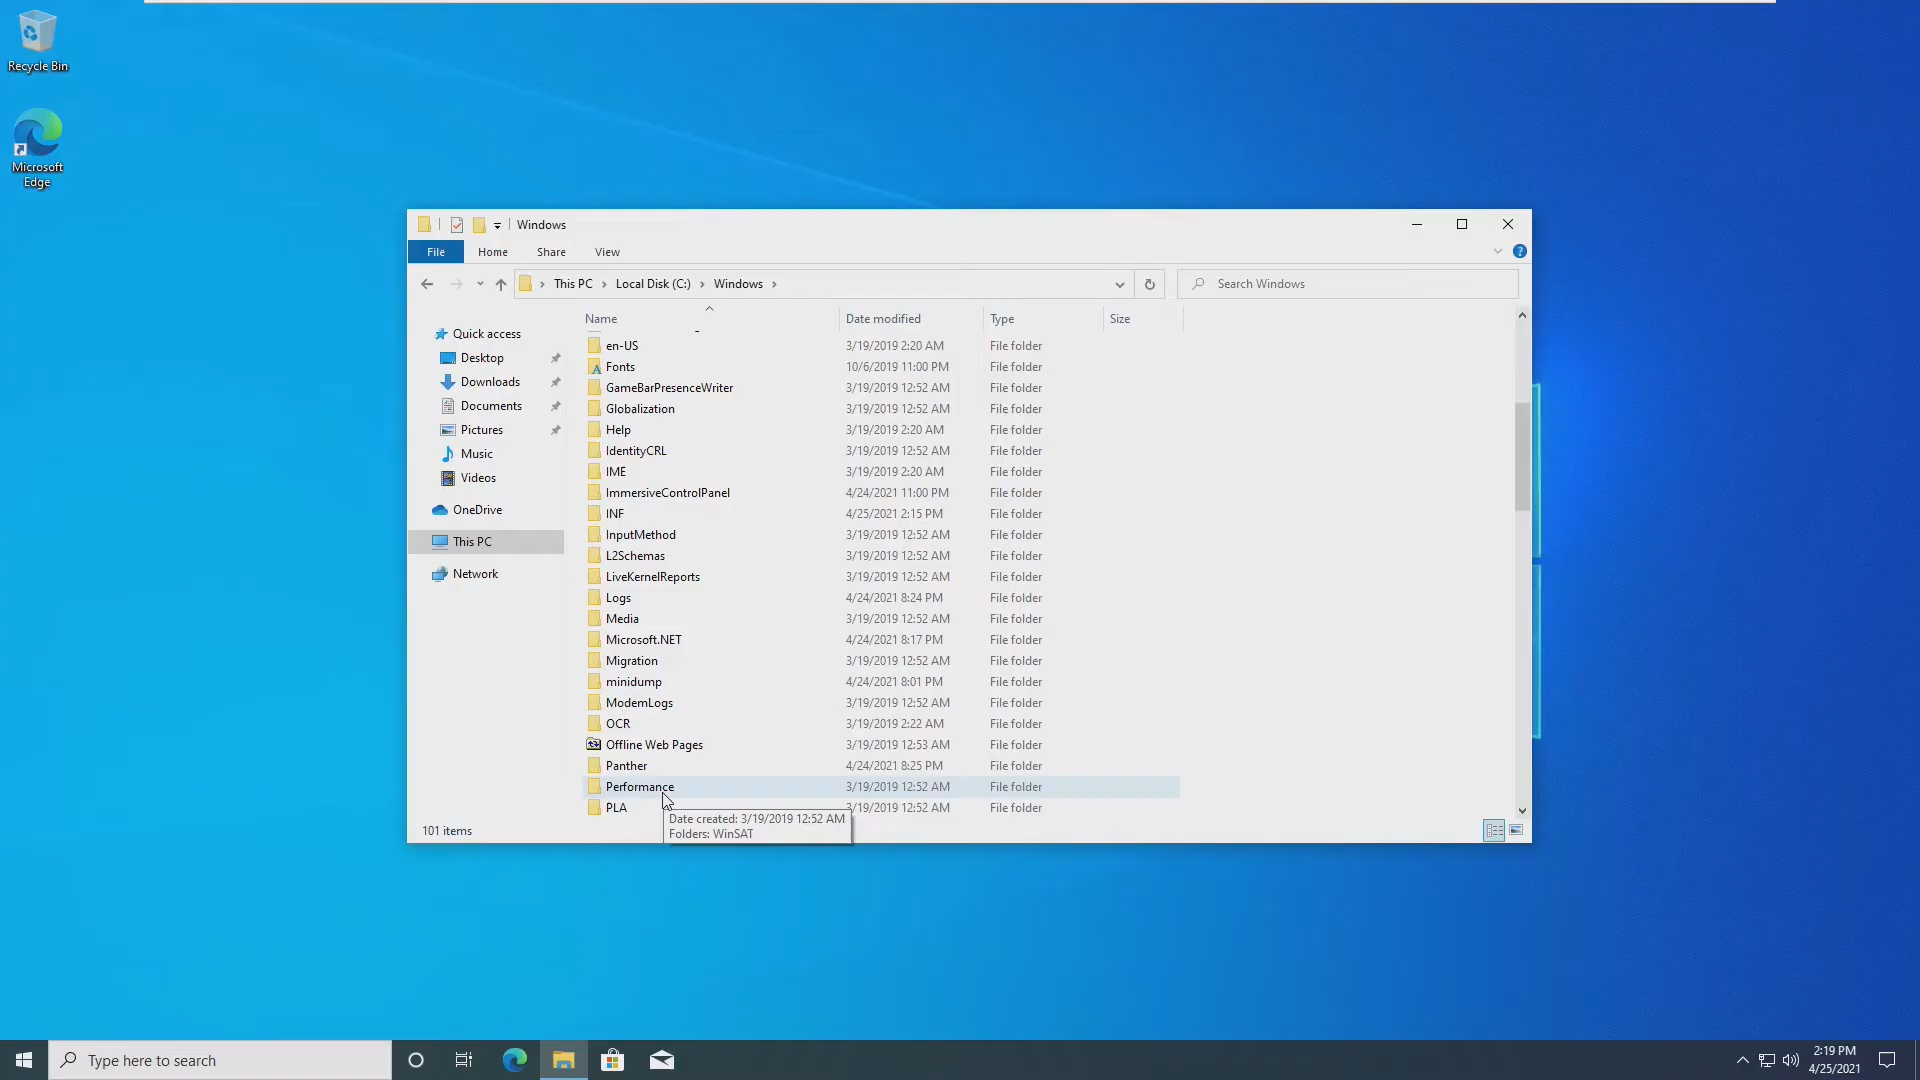 Recycle Bin
Microsoft
Edge
Windows
File Home Share View
This PC Local Disk (C:) Windows
Search Windows
Name Date modified Type Size
Quick access
Desktop
Downloads
Documents
Pictures
Music
Videos
OneDrive
This PC
Network
en-US 3/19/2019 2:20 AM File folder
Fonts 10/6/2019 11:00 PM File folder
GameBarPresenceWriter 3/19/2019 12:52 AM File folder
Globalization 3/19/2019 12:52 AM File folder
Help 3/19/2019 2:20 AM File folder
IdentityCRL 3/19/2019 12:52 AM File folder
IME 3/19/2019 2:20 AM File folder
ImmersiveControlPanel 4/24/2021 11:00 PM File folder
INF 4/25/2021 2:15 PM File folder
InputMethod 3/19/2019 12:52 AM File folder
L2Schemas 3/19/2019 12:52 AM File folder
LiveKernelReports 3/19/2019 12:52 AM File folder
Logs 4/24/2021 8:24 PM File folder
Media 3/19/2019 12:52 AM File folder
Microsoft.NET 4/24/2021 8:17 PM File folder
Migration 3/19/2019 12:52 AM File folder
minidump 4/24/2021 8:01 PM File folder
ModemLogs 3/19/2019 12:52 AM File folder
OCR 3/19/2019 2:22 AM File folder
Offline Web Pages 3/19/2019 12:53 AM File folder
Panther 4/24/2021 8:25 PM File folder
Performance 3/19/2019 12:52 AM File folder
PLA 3/19/2019 12:52 AM File folder
Date created: 3/19/2019 12:52 AM
Folders: WinSAT
101 items
Type here to search
2:19 PM
4/25/2021